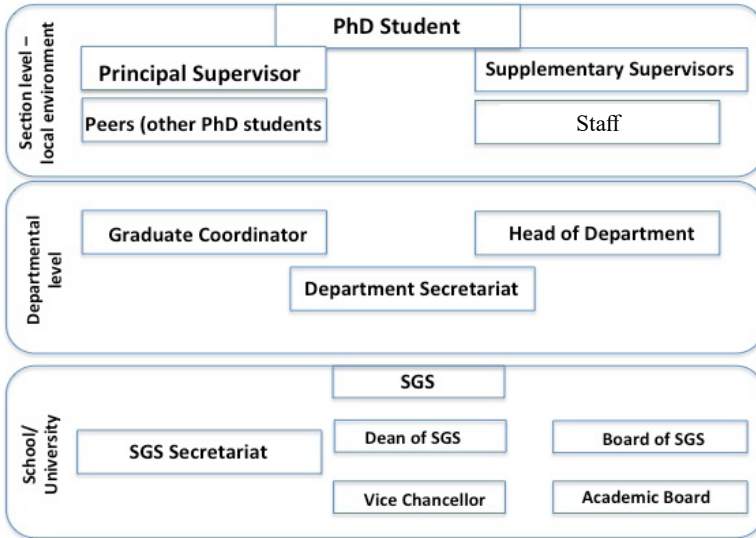 PhD Student
Section level –
local environment
Principal Supervisor
Supplementary Supervisors
Peers (other PhD students
Staff
Departmental
level
Graduate Coordinator
Head of Department
Department Secretariat
School/
University
SGS
SGS Secretariat
Dean of SGS
Board of SGS
Vice Chancellor
Academic Board